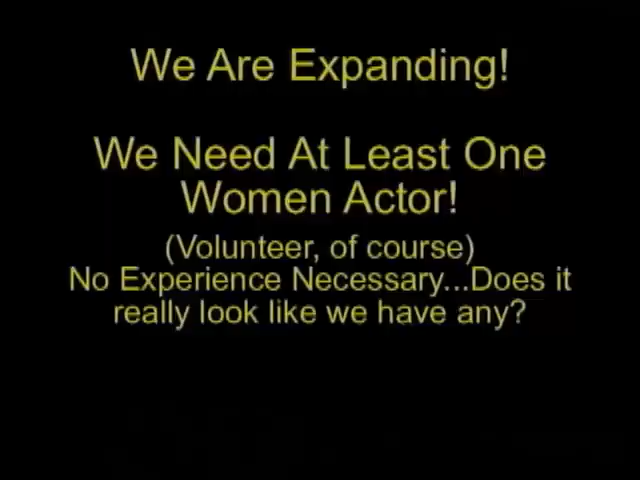 We Are Expanding!
We Need At Least One
Women Actor!
(Volunteer, of course)
No Experience Necessary...Does it
really look like we have any?